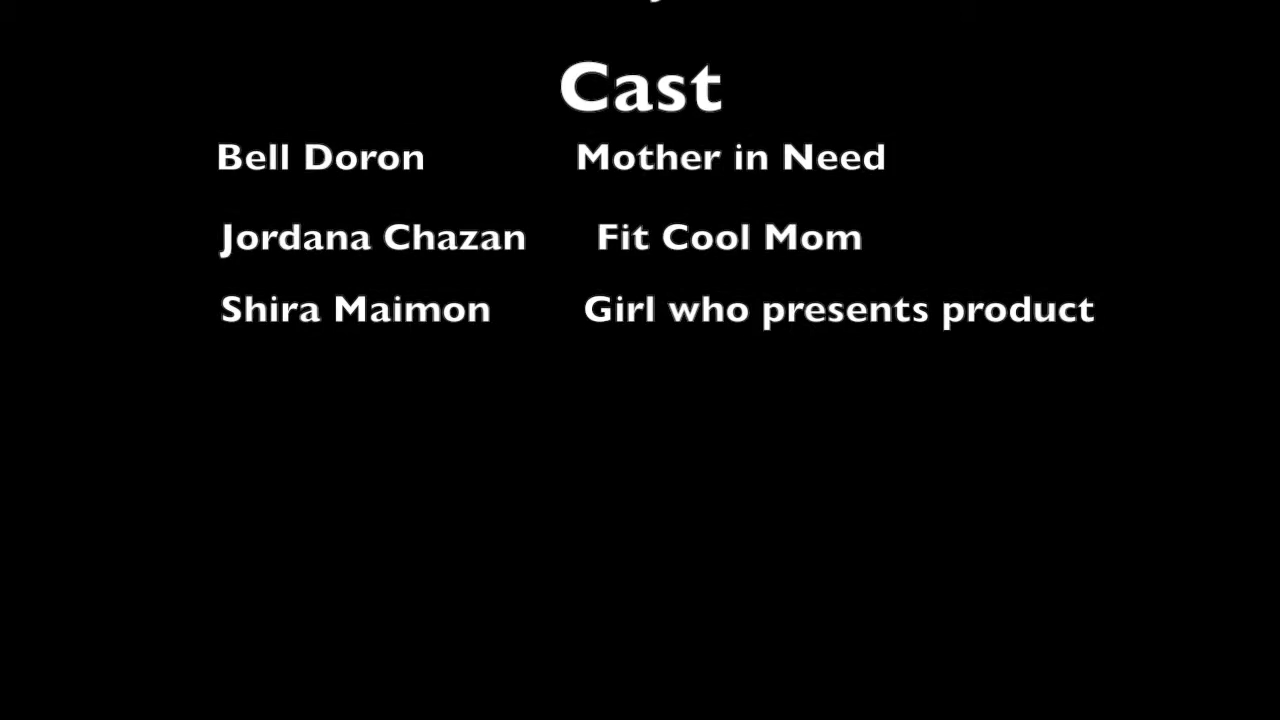 Cast
Bell Doron Mother in Need
Jordana Chazan Fit Cool Mom
Shira Maimon Girl who presents product